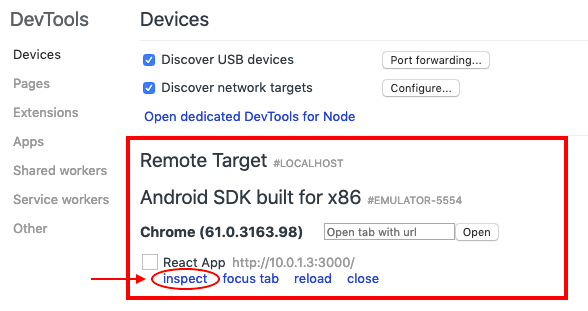 DevTools
Devices
Pages
Extensions
Apps
Shared workers
Service workers
Other
Devices
Discover USB devices Port forwarding...
Discover network targets Configure...
Open dedicated DevTools for Node
Remote Target #LOCALHOST
Android SDK built for x86 #EMULATOR-5554
Chrome (61.0.3163.98) Open tab with url Open
React App http://10.0.1.3:3000/
inspect focus tab reload close